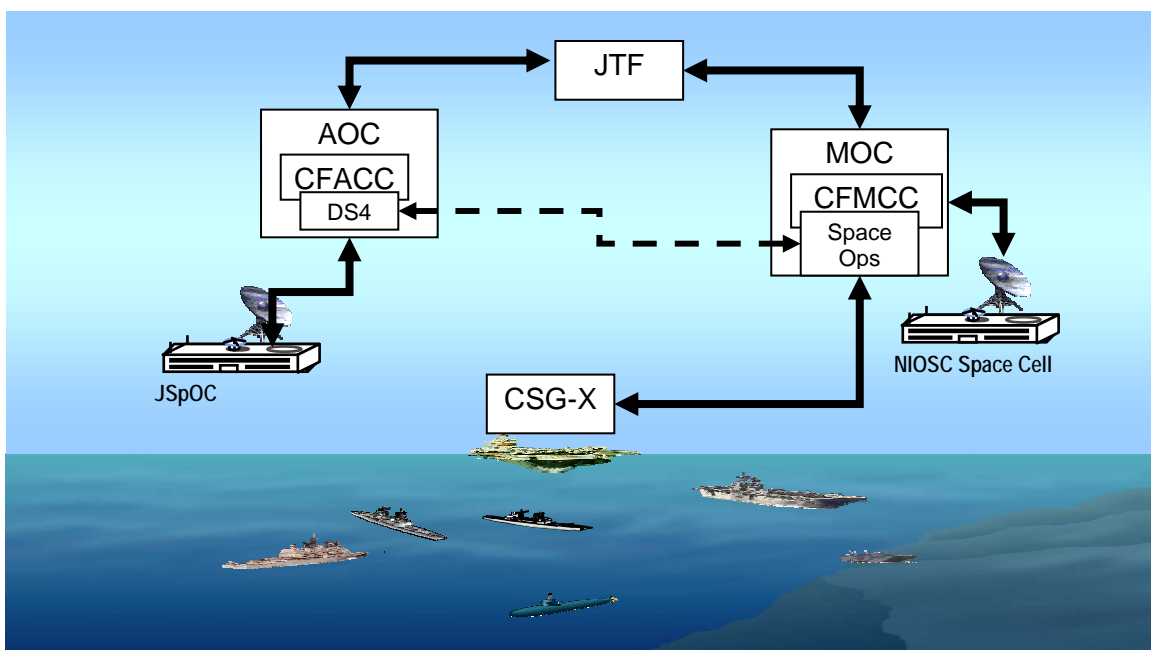 JTF
AOC
CFACC
DS4
MOC
CFMCC
Space
Ops
JSpOC
NIOSC Space Cell
CSG-X